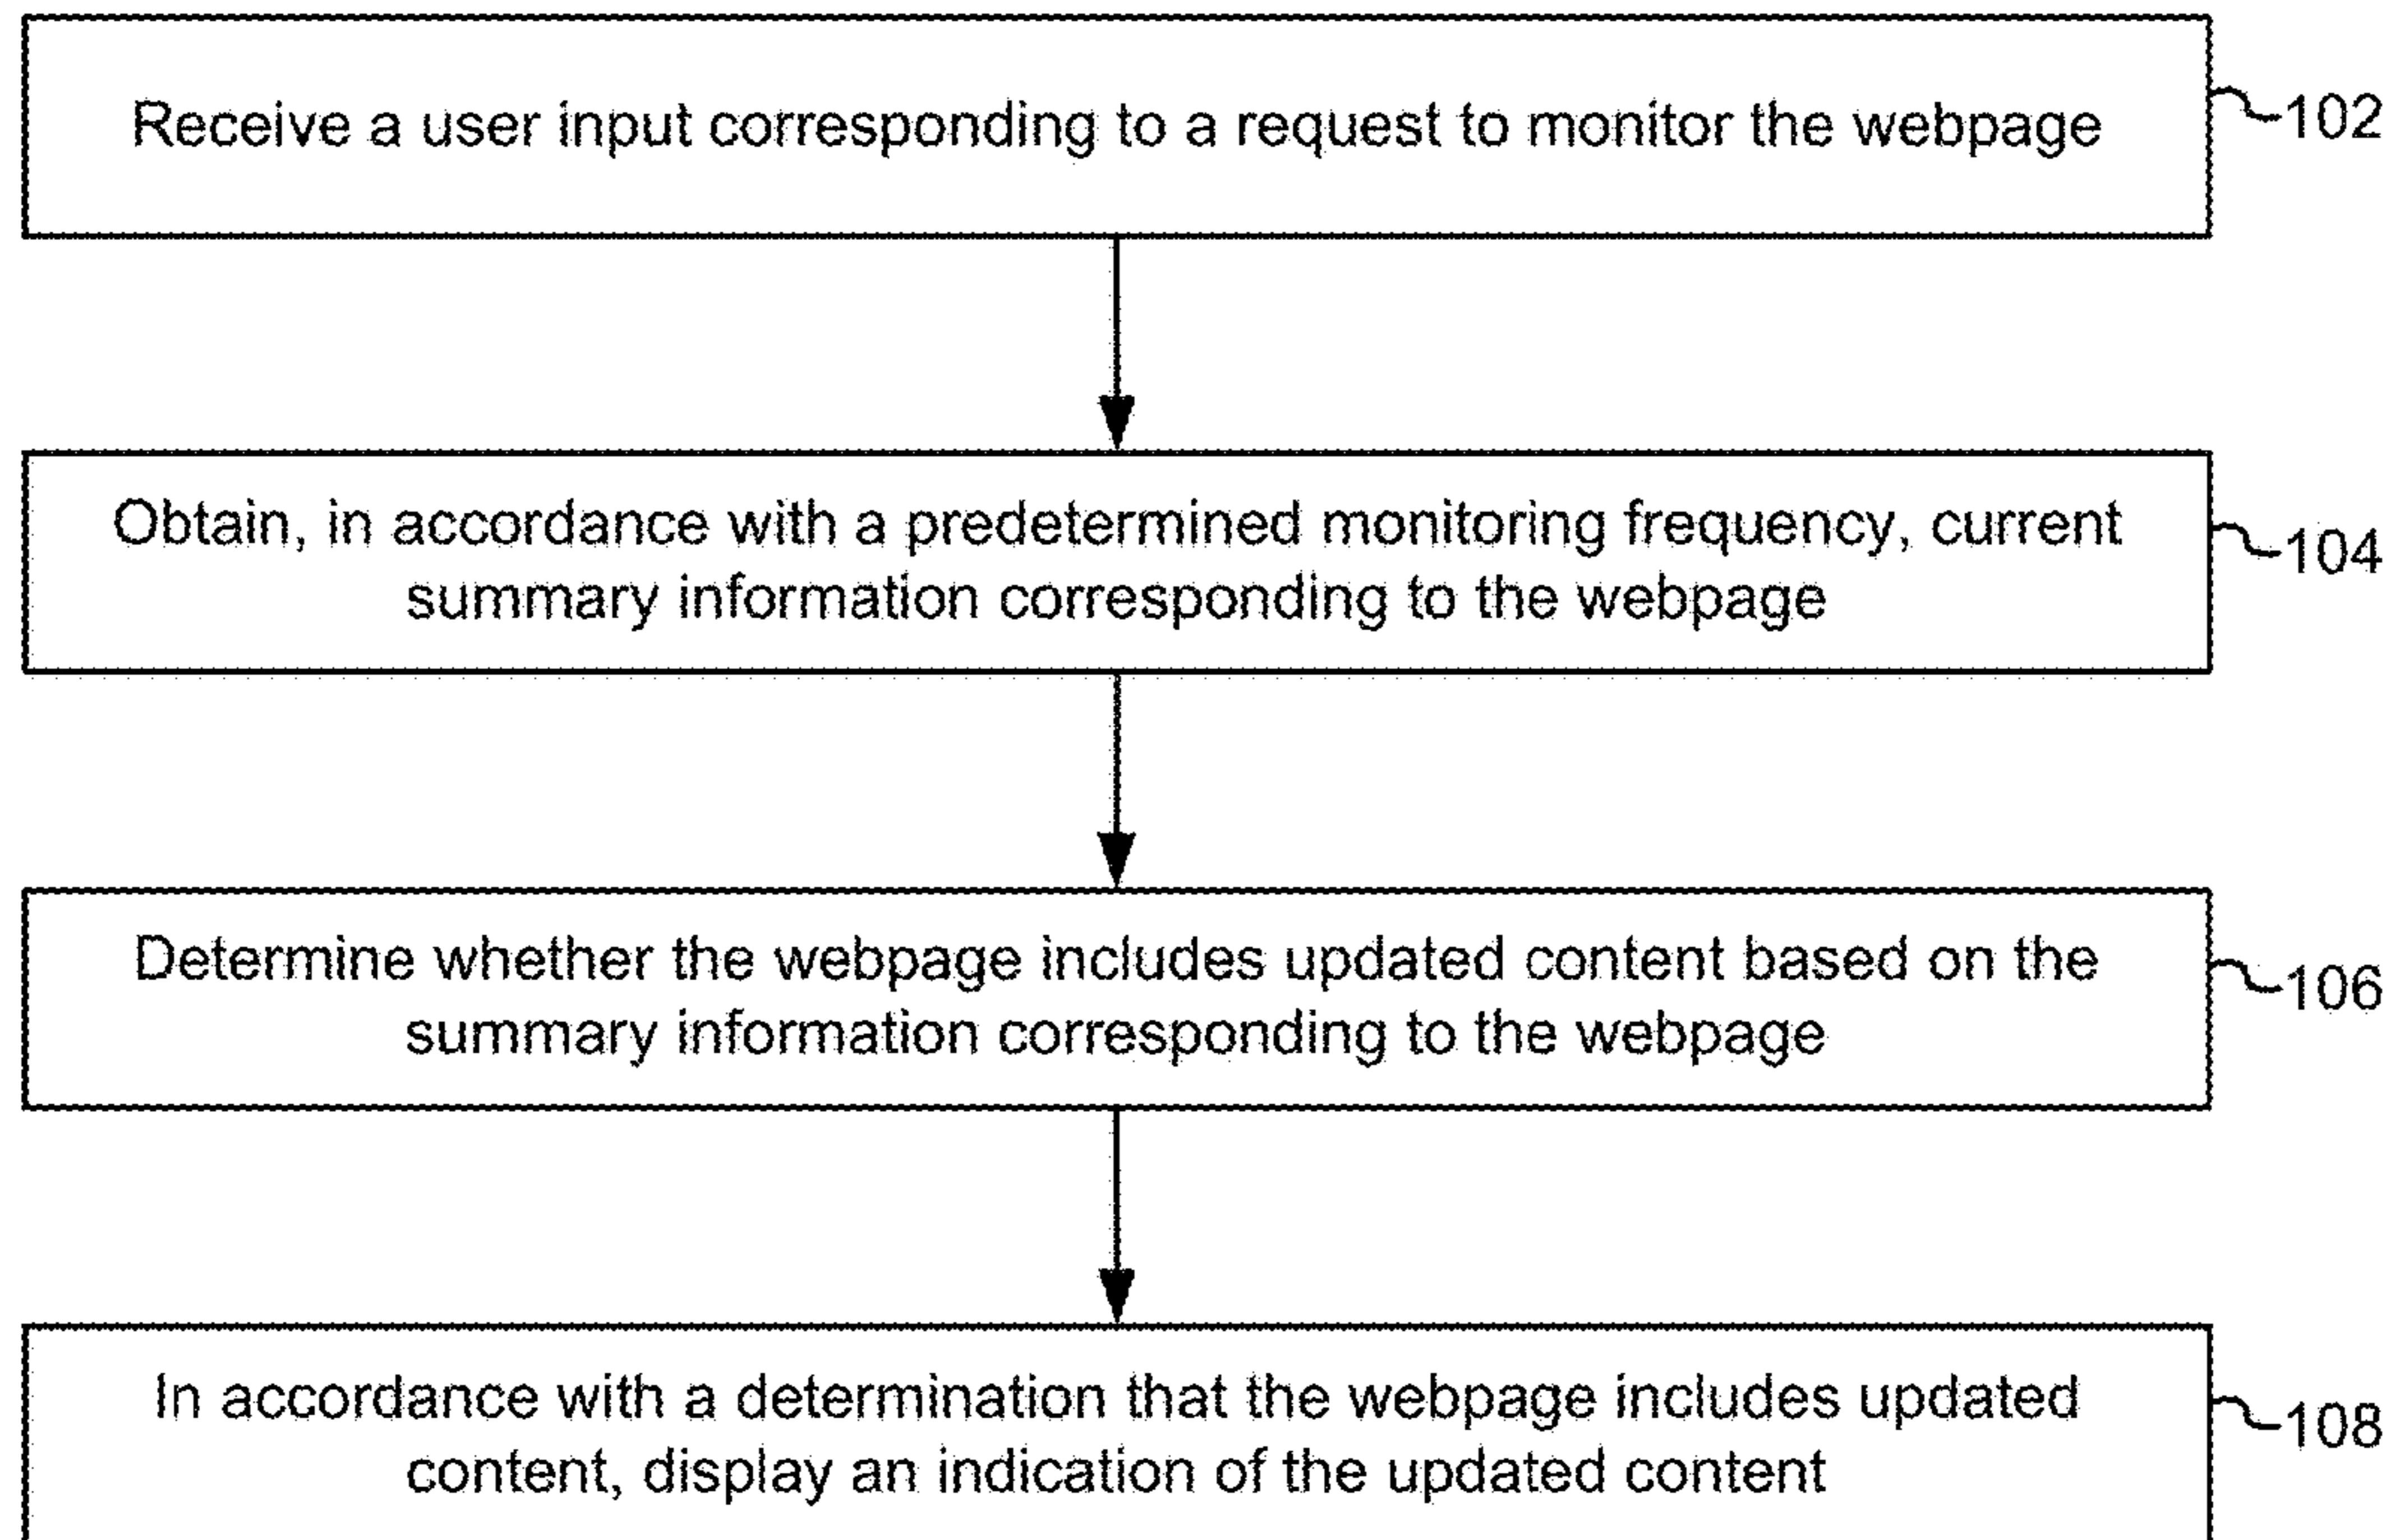 Receive a user input corresponding to a request to monitor the webpage
102
Obtain, in accordance with a predetermined monitoring frequency, current
summary information corresponding to the webpage
104
Determine whether the webpage includes updated content based on the
summary information corresponding to the webpage
106
In accordance with a determination that the webpage includes updated
content, display an indication of the updated content
108